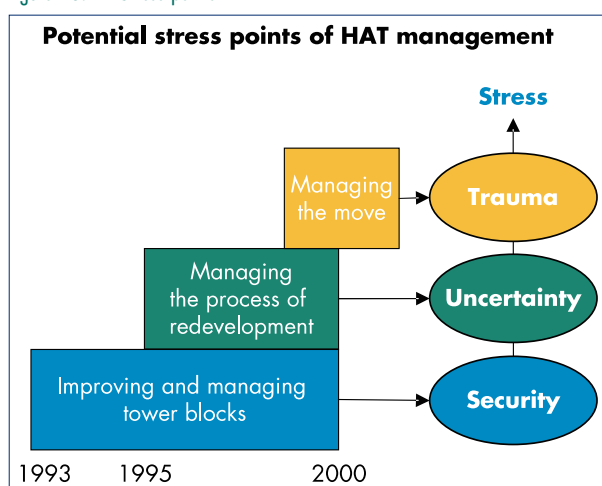 Potential stress points of HAT management
Stress
Managing
the move
Trauma
Managing
the process of
redevelopment
Uncertainty
Improving and managing
tower blocks
Security
1993 1995 2000